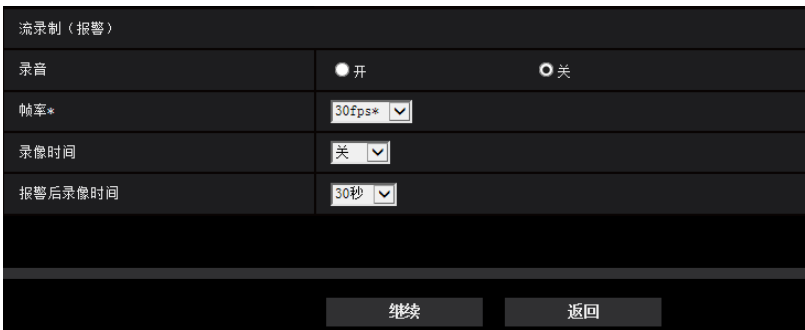 流录制（报警）
录音 开 关
帧率* 30fps*
录像时间 关
报警后录像时间 30秒
继续 返回